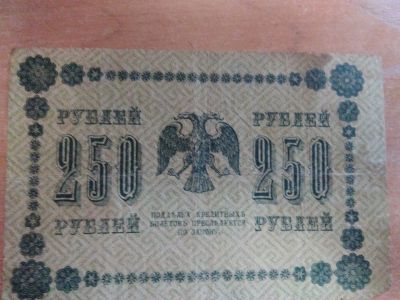 РУБЛЕЙ
РУБЛЕЙ
250
250
РУБЛЕЙ
РУБЛЕЙ
ПОДДѢЛКА КРЕДИТНЫХЪ
БИЛЕТОВЪ ПРЕСЛѢДУЕТСЯ
ПО ЗАКОНУ.